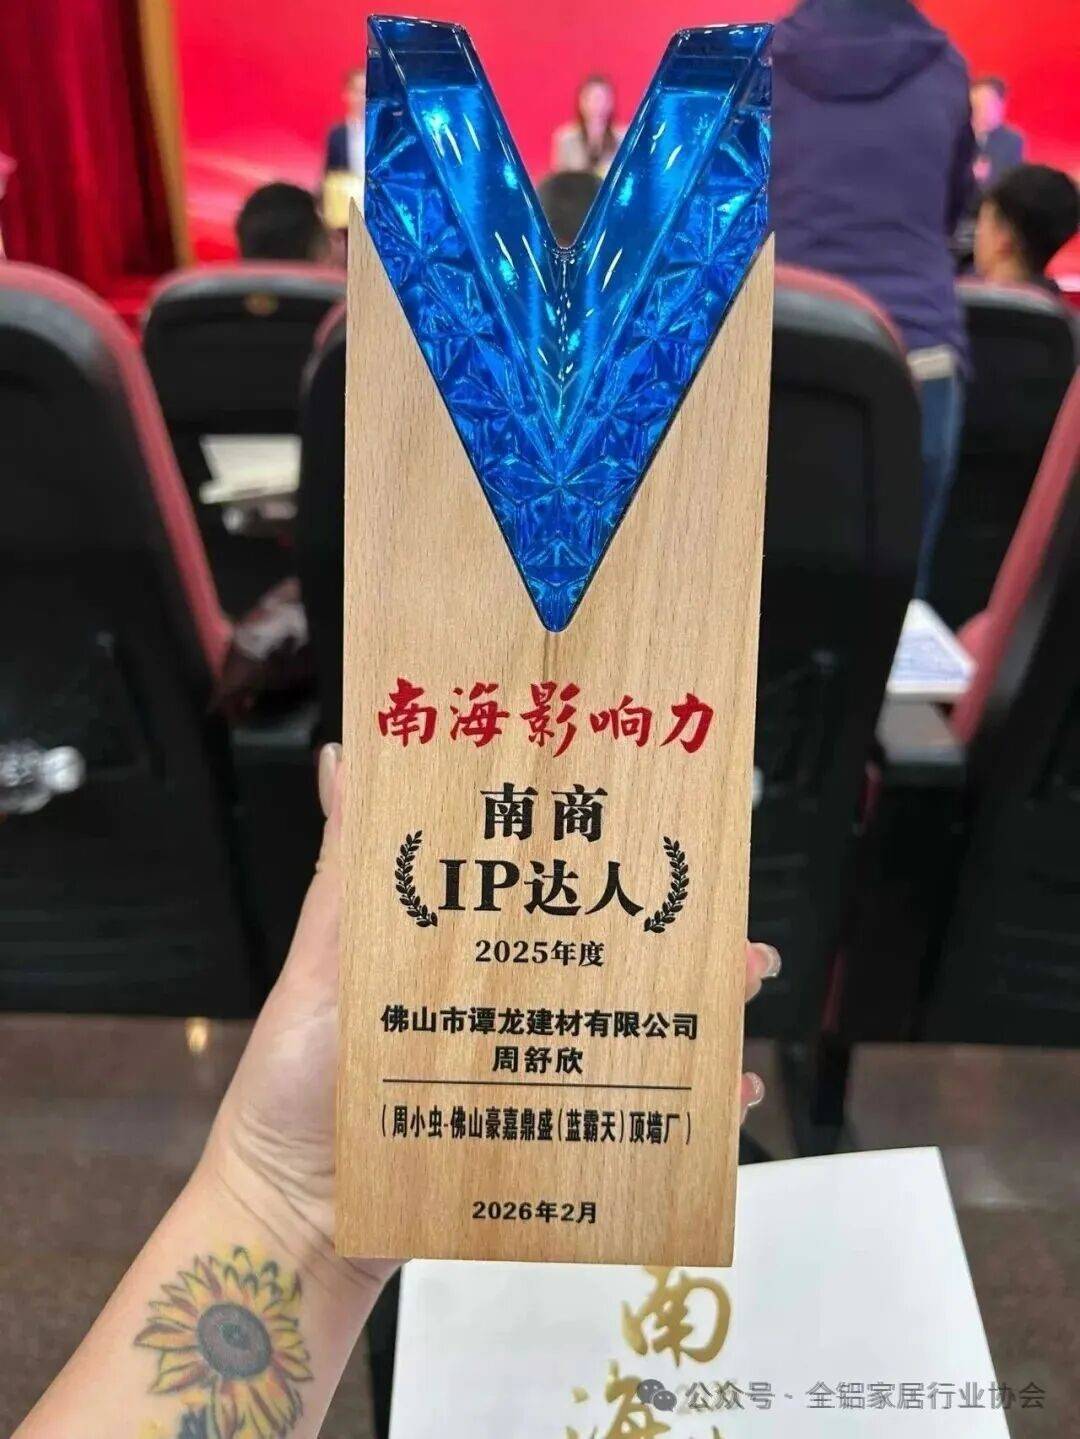 南海影响力
南商
IP达人
2025年度
佛山市谭龙建材有限公司
周舒欣
(周小虫-佛山豪嘉鼎盛(蓝霸天)顶墙厂)
2026年2月
南
海
公众号 · 全铝家居行业协会